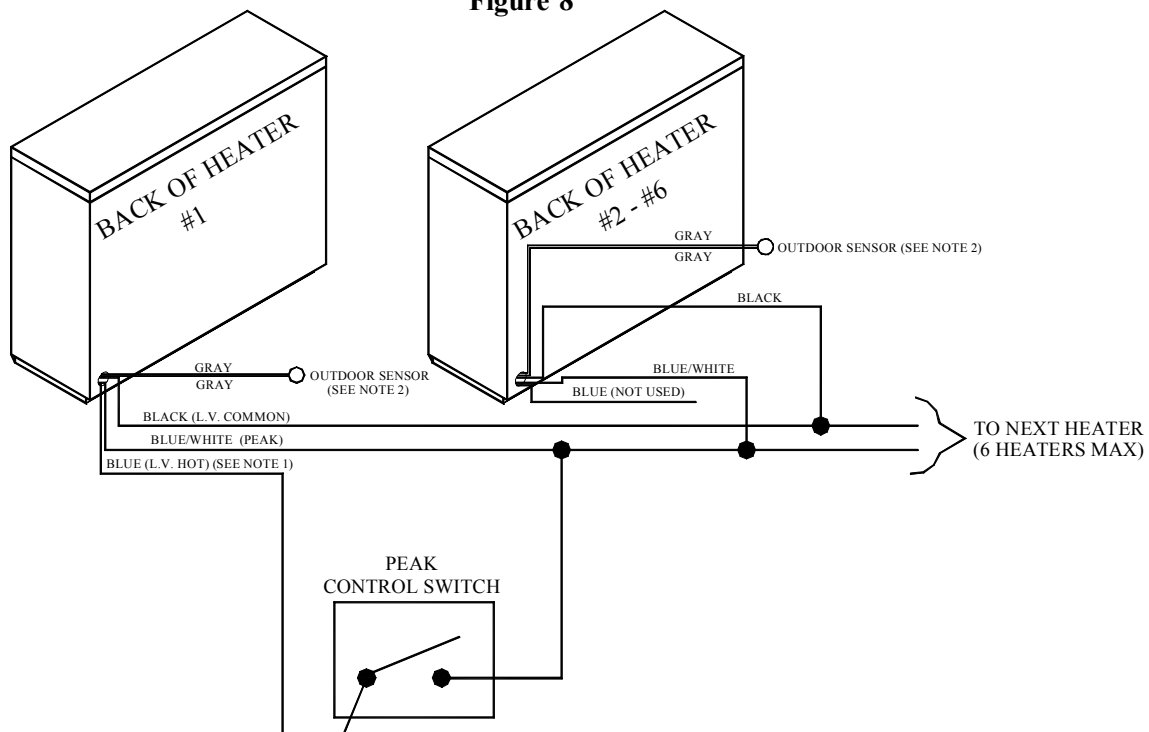 Figure 8
BACK OF HEATER
#1
BACK OF HEATER
#2 - #6
GRAY
GRAY
OUTDOOR SENSOR (SEE NOTE 2)
BLACK
GRAY
GRAY
OUTDOOR SENSOR
(SEE NOTE 2)
BLUE/WHITE
BLUE (NOT USED)
BLACK (L.V. COMMON)
BLUE/WHITE (PEAK)
BLUE (L.V. HOT) (SEE NOTE 1)
TO NEXT HEATER
(6 HEATERS MAX)
PEAK
CONTROL SWITCH